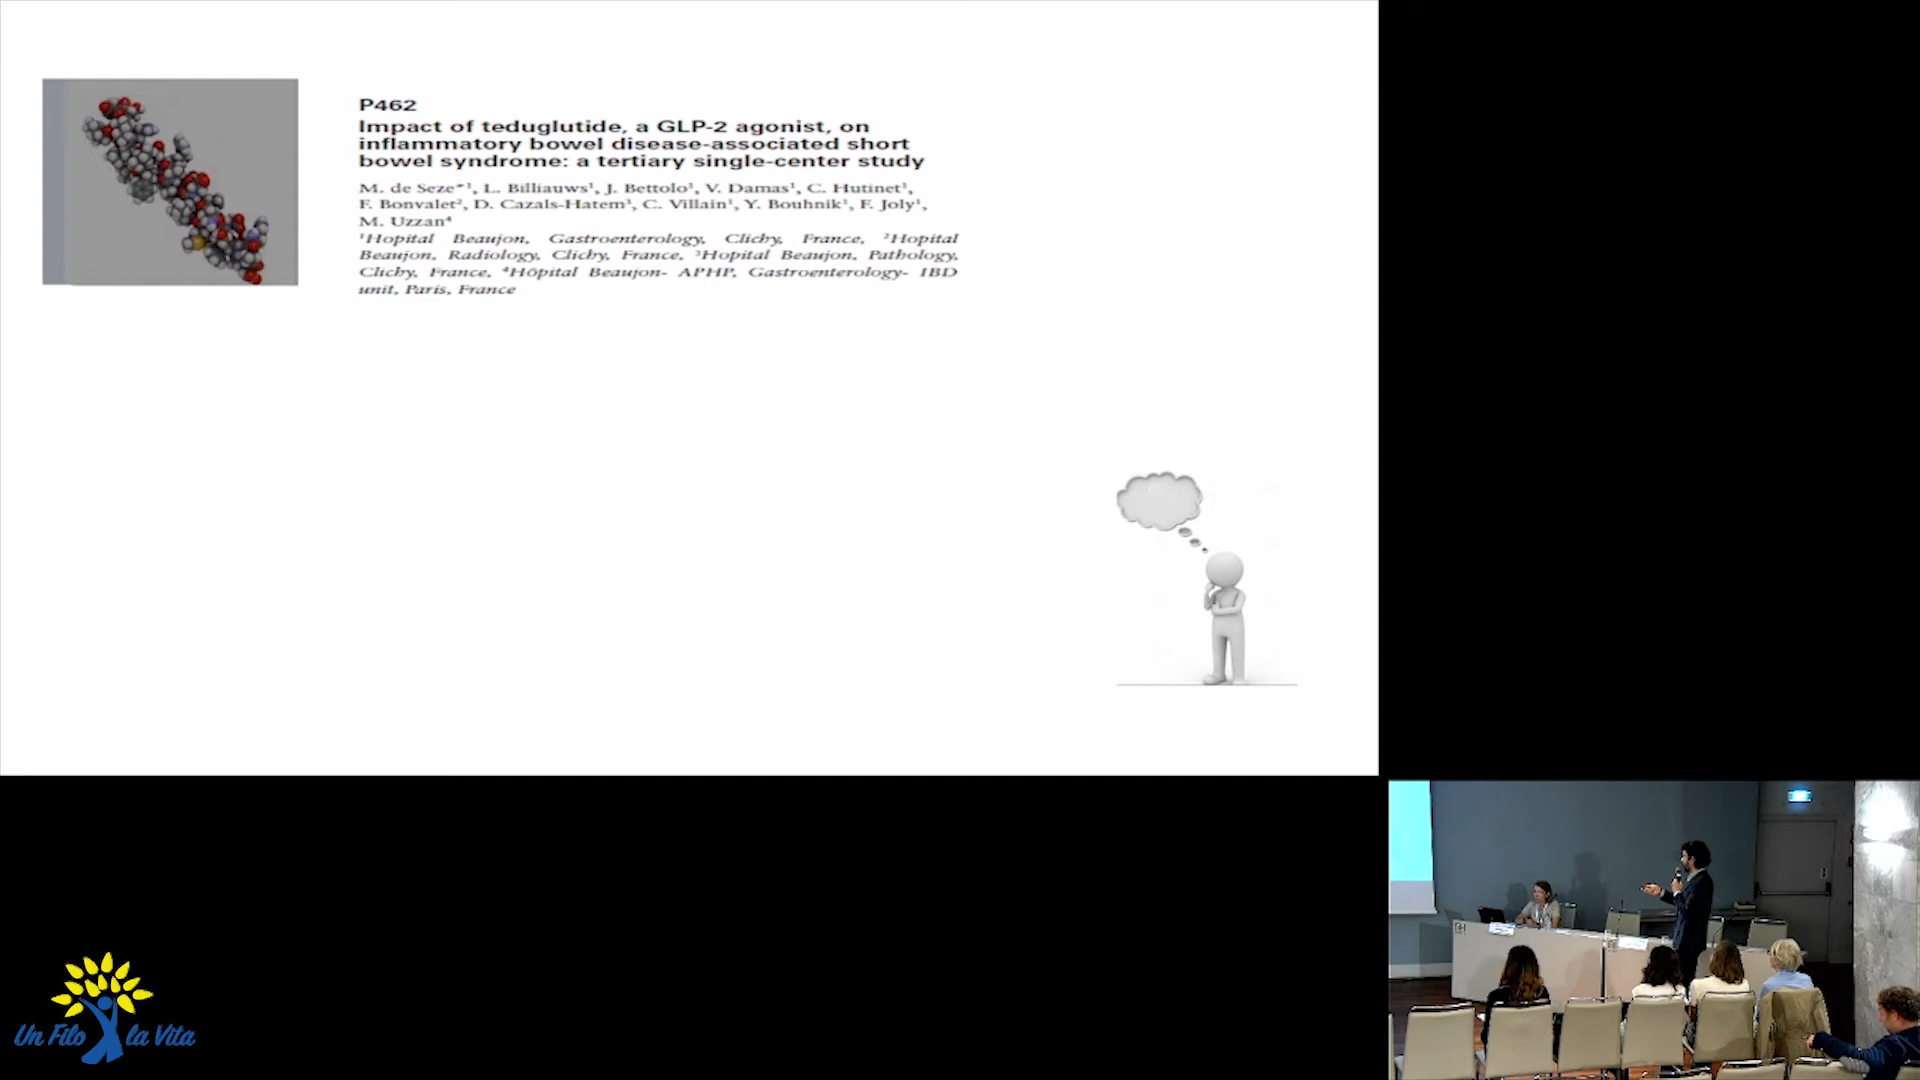 P462
Impact of teduglutide, a GLP-2 agonist, on
inflammatory bowel disease-associated short
bowel syndrome: a tertiary single-center study
M. de Seze*¹, L. Billiauws¹, J. Bettolo¹, V. Damas¹, C. Hutinet¹,
F. Bonvalet², D. Cazals-Hatem³, C. Villain¹, Y. Bouhnik¹, F. Joly¹,
M. Uzzan⁴
¹Hopital Beaujon, Gastroenterology, Clichy, France, ²Hopital
Beaujon, Radiology, Clichy, France, ³Hopital Beaujon, Pathology,
Clichy, France, ⁴Hôpital Beaujon- APHP, Gastroenterology- IBD
unit, Paris, France
Un Filo la Vita